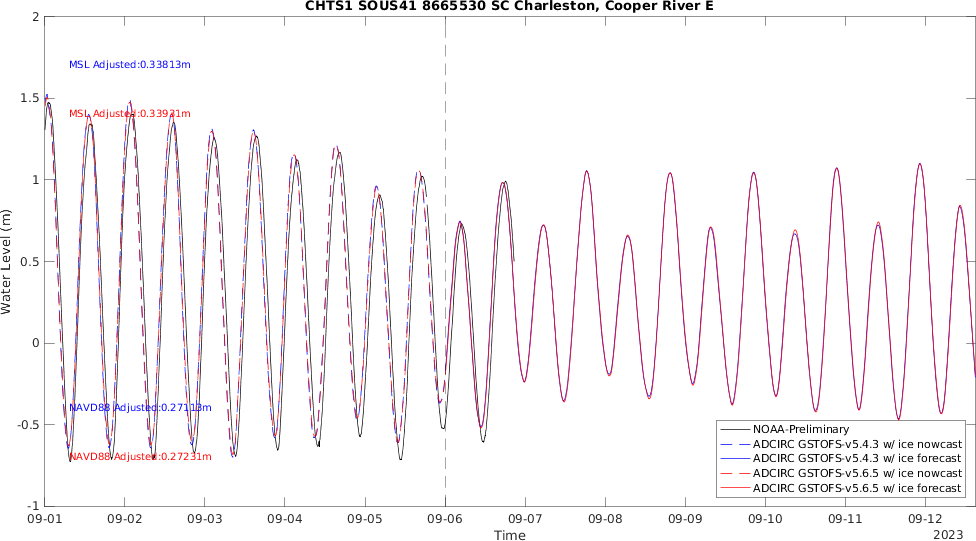 CHTS1 SOUS41 8665530 SC Charleston, Cooper River E
2
1.5
1
0.5
0
-0.5
-1
Water Level (m)
MSL Adjusted:0.33813m
MSL Adjusted:0.33931m
NAVD88 Adjusted:0.27113m
NAVD88 Adjusted:0.27231m
NOAA-Preliminary
ADCIRC GSTOFS-v5.4.3 w/ ice nowcast
ADCIRC GSTOFS-v5.4.3 w/ ice forecast
ADCIRC GSTOFS-v5.6.5 w/ ice nowcast
ADCIRC GSTOFS-v5.6.5 w/ ice forecast
09-01 09-02 09-03 09-04 09-05 09-06 09-07 09-08 09-09 09-10 09-11 09-12
Time
2023